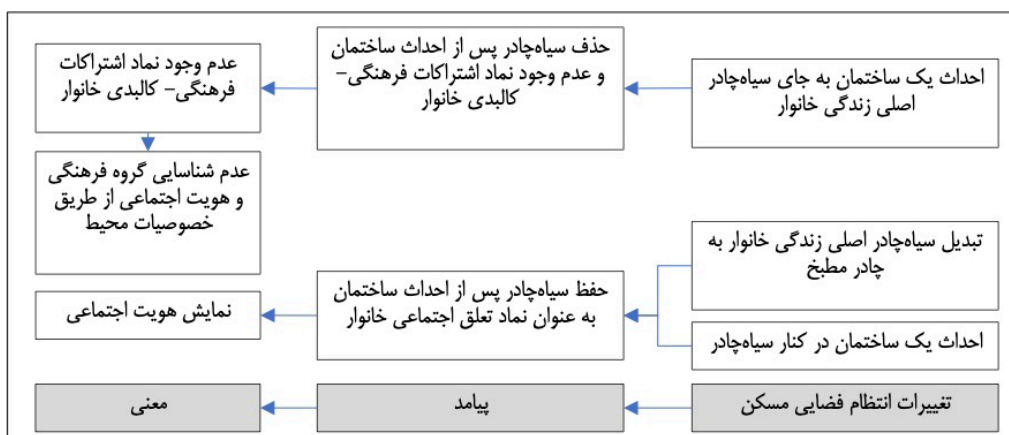 احداث یک ساختمان به جای سیاه‌چادر
اصلی زندگی خانوار
حذف سیاه‌چادر پس از احداث ساختمان
و عدم وجود نماد اشتراکات فرهنگی–
کالبدی خانوار
عدم وجود نماد اشتراکات
فرهنگی– کالبدی خانوار
عدم شناسایی گروه فرهنگی
و هویت اجتماعی از طریق
خصوصیات محیط
تبدیل سیاه‌چادر اصلی زندگی خانوار به
چادر مطبخ
احداث یک ساختمان در کنار سیاه‌چادر
حفظ سیاه‌چادر پس از احداث ساختمان
به عنوان نماد تعلق اجتماعی خانوار
نمایش هویت اجتماعی
تغییرات انتظام فضایی مسکن
پیامد
معنی